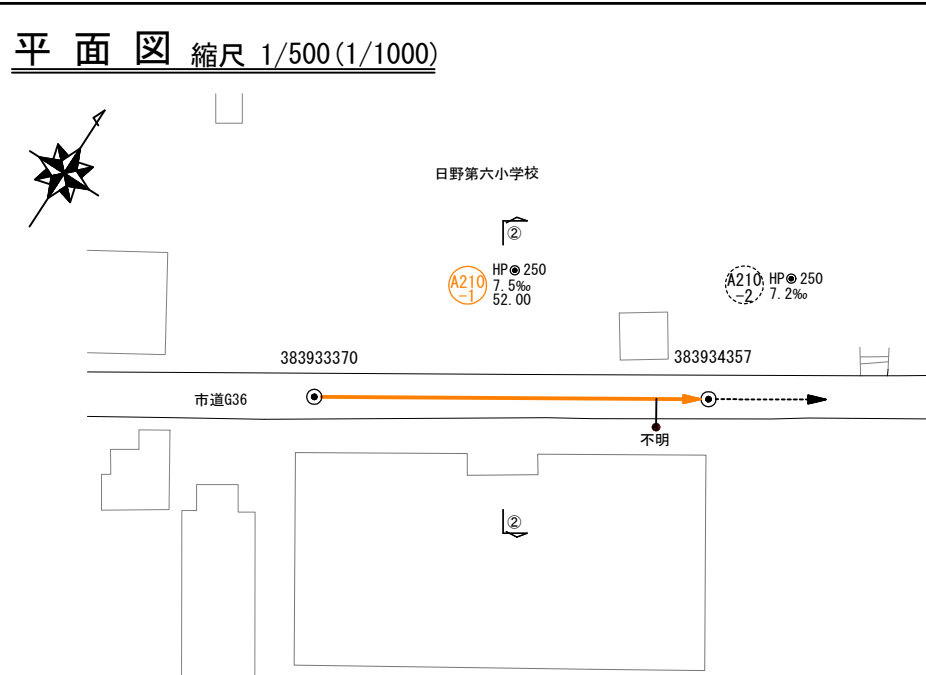 平面図 縮尺 1/500(1/1000)
日野第六小学校
②
A210
-1
HP◉250
7.5‰
52.00
A210
-2
HP◉250
7.2‰
383933370
383934357
市道G36
不明
②